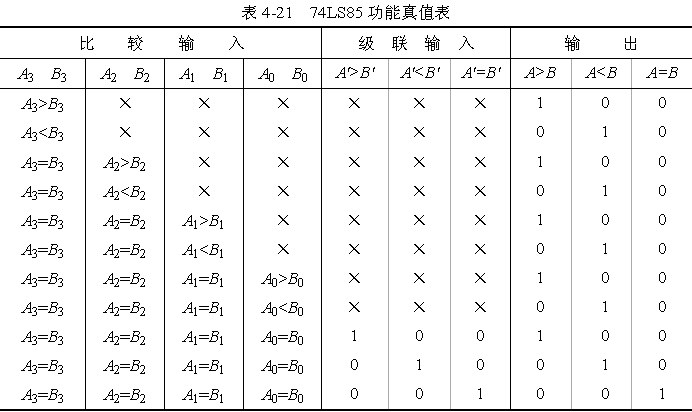 表 4-21 74LS85 功能真值表
比 较 输 入 级 联 输 入 输 出
A3 B3 A2 B2 A1 B1 A0 B0 A'>B' A'<B' A'=B' A>B A<B A=B
A3>B3 × × × × × × 1 0 0
A3<B3 × × × × × × 0 1 0
A3=B3 A2>B2 × × × × × 1 0 0
A3=B3 A2<B2 × × × × × 0 1 0
A3=B3 A2=B2 A1>B1 × × × × 1 0 0
A3=B3 A2=B2 A1<B1 × × × × 0 1 0
A3=B3 A2=B2 A1=B1 A0>B0 × × × 1 0 0
A3=B3 A2=B2 A1=B1 A0<B0 × × × 0 1 0
A3=B3 A2=B2 A1=B1 A0=B0 1 0 0 1 0 0
A3=B3 A2=B2 A1=B1 A0=B0 0 1 0 0 1 0
A3=B3 A2=B2 A1=B1 A0=B0 0 0 1 0 0 1